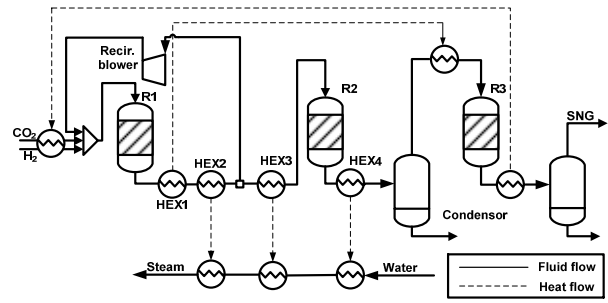 Recir.
blower
R1
R2
R3
SNG
CO2
H2
HEX1
HEX2
HEX3
HEX4
Condensor
Steam
Water
Fluid flow
Heat flow